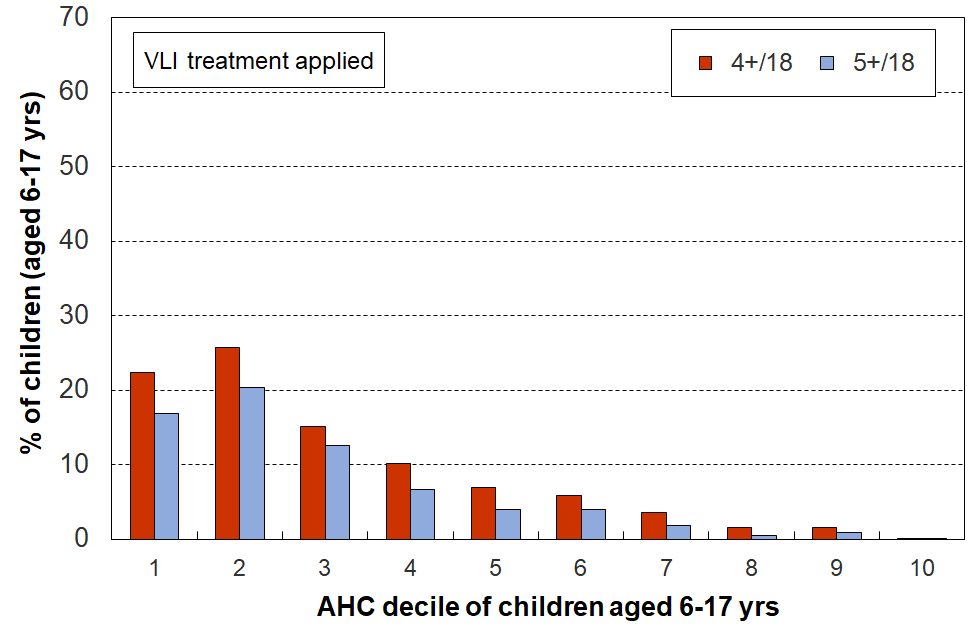 70
VLI treatment applied
4+/18 5+/18
60
50
40
30
20
10
0
% of children (aged 6-17 yrs)
1 2 3 4 5 6 7 8 9 10
AHC decile of children aged 6-17 yrs